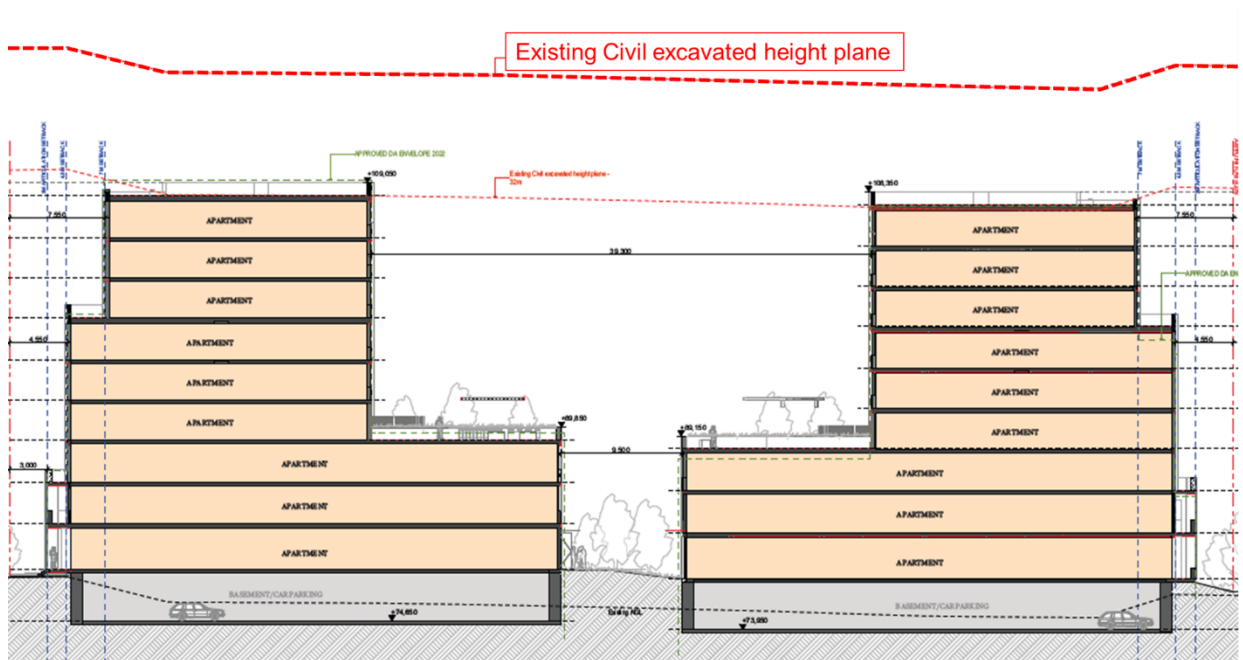 Existing Civil excavated height plane
APPROVED DA ENVELOPE 2022
+109,050
Existing Civil excavated height plane -
32m
+108,350
7,550
APARTMENT
APARTMENT
7,550
APARTMENT
39,300
APARTMENT
APARTMENT
APPROVED DA EN
APARTMENT
4,550
APARTMENT
APARTMENT
4,550
APARTMENT
APARTMENT
APARTMENT
+89,850
+89,150
APARTMENT
9,500
3,000
APARTMENT
APARTMENT
APARTMENT
APARTMENT
APARTMENT
APARTMENT
BASEMENT/CARPARKING
+74,650
Existing NGL
BASEMENT/CARPARKING
+73,950